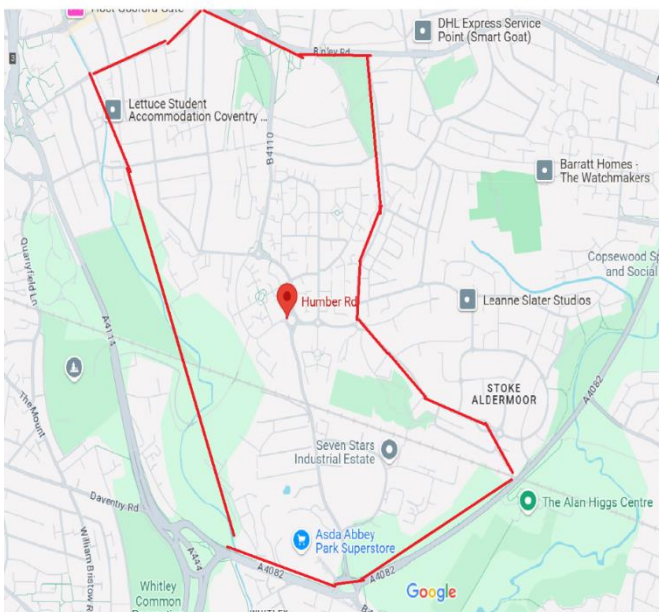 DHL Express Service
Point (Smart Goat)
Rd
Lettuce Student
Accommodation Coventry ...
B4110
Barratt Homes -
The Watchmakers
Quarryfield Ln
A4114
Copsewood Sp
and Social
Humber Rd
Leanne Slater Studios
The Mount
STOKE
ALDERMOOR
A4082
Seven Stars
Industrial Estate
Daventry Rd
The Alan Higgs Centre
Asda Abbey
Park Superstore
William Bristow R
A444
A4082
A4082
Google
Whitley
Common
WHITLEY